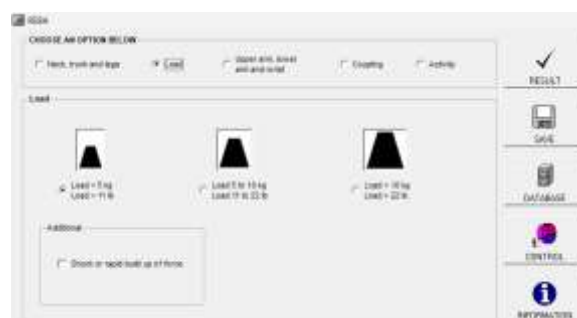 REBA
CHOOSE AN OPTION BELOW
Neck, trunk and legs
Load
Upper arm, lower
arm and wrist
Coupling
Activity
RESULT
Load
SAVE
Load < 5 kg
Load < 11 lb
Load 5 to 10 kg
Load 11 to 22 lb
Load > 10 kg
Load > 22 lb
DATABASE
Additional
Shock or rapid build up of force
CONTROL
INFORMATION